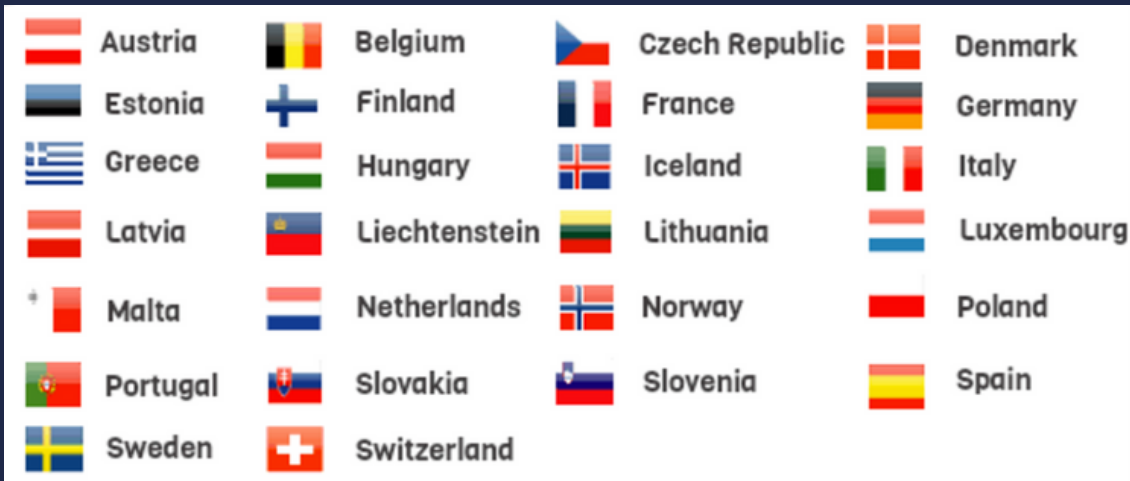 Austria Belgium Czech Republic Denmark
Estonia Finland France Germany
Greece Hungary Iceland Italy
Latvia Liechtenstein Lithuania Luxembourg
Malta Netherlands Norway Poland
Portugal Slovakia Slovenia Spain
Sweden Switzerland